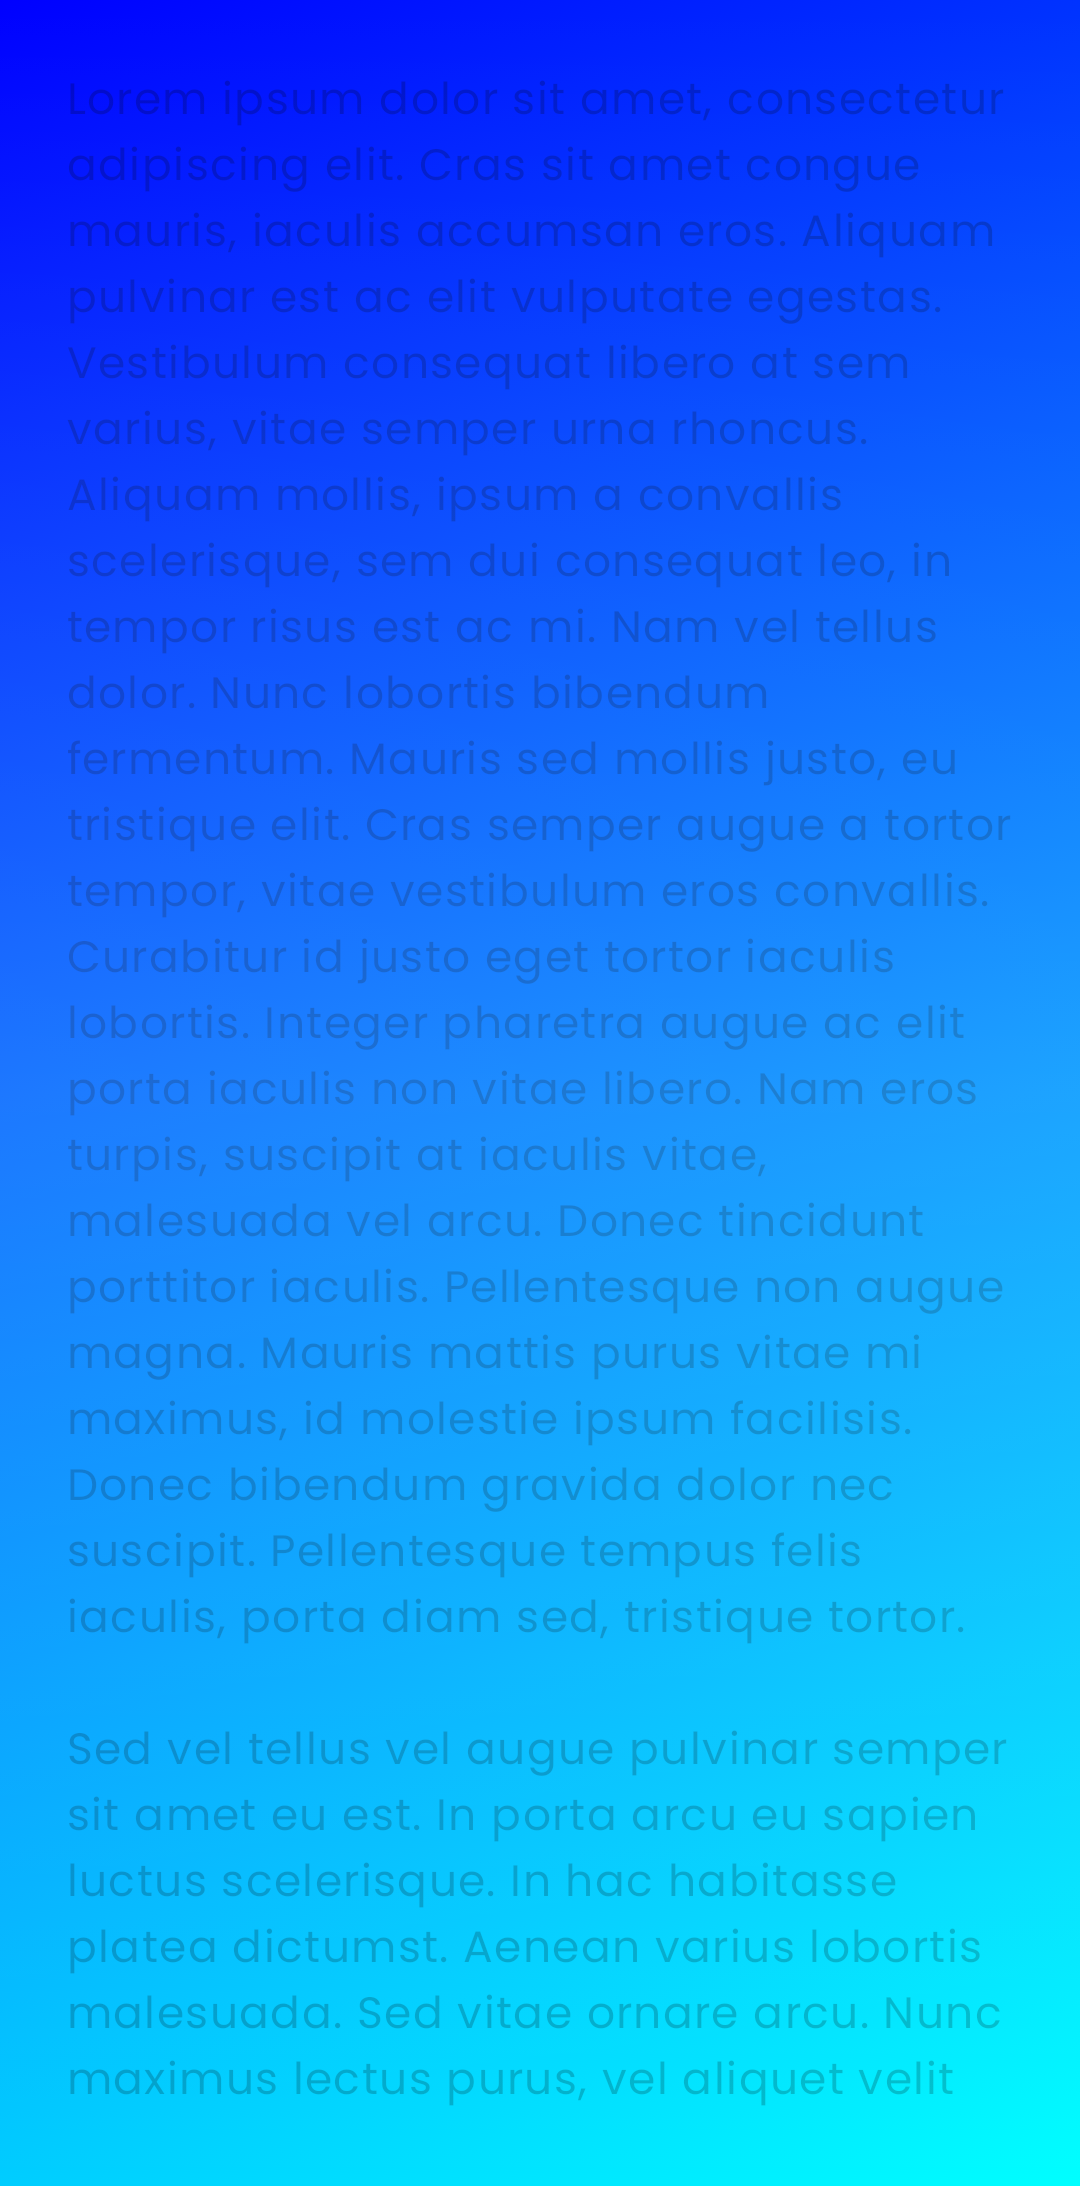 Lorem ipsum dolor sit amet, consectetur
adipiscing elit. Cras sit amet congue
mauris, iaculis accumsan eros. Aliquam
pulvinar est ac elit vulputate egestas.
Vestibulum consequat libero at sem
varius, vitae semper urna rhoncus.
Aliquam mollis, ipsum a convallis
scelerisque, sem dui consequat leo, in
tempor risus est ac mi. Nam vel tellus
dolor. Nunc lobortis bibendum
fermentum. Mauris sed mollis justo, eu
tristique elit. Cras semper augue a tortor
tempor, vitae vestibulum eros convallis.
Curabitur id justo eget tortor iaculis
lobortis. Integer pharetra augue ac elit
porta iaculis non vitae libero. Nam eros
turpis, suscipit at iaculis vitae,
malesuada vel arcu. Donec tincidunt
porttitor iaculis. Pellentesque non augue
magna. Mauris mattis purus vitae mi
maximus, id molestie ipsum facilisis.
Donec bibendum gravida dolor nec
suscipit. Pellentesque tempus felis
iaculis, porta diam sed, tristique tortor.
Sed vel tellus vel augue pulvinar semper
sit amet eu est. In porta arcu eu sapien
luctus scelerisque. In hac habitasse
platea dictumst. Aenean varius lobortis
malesuada. Sed vitae ornare arcu. Nunc
maximus lectus purus, vel aliquet velit